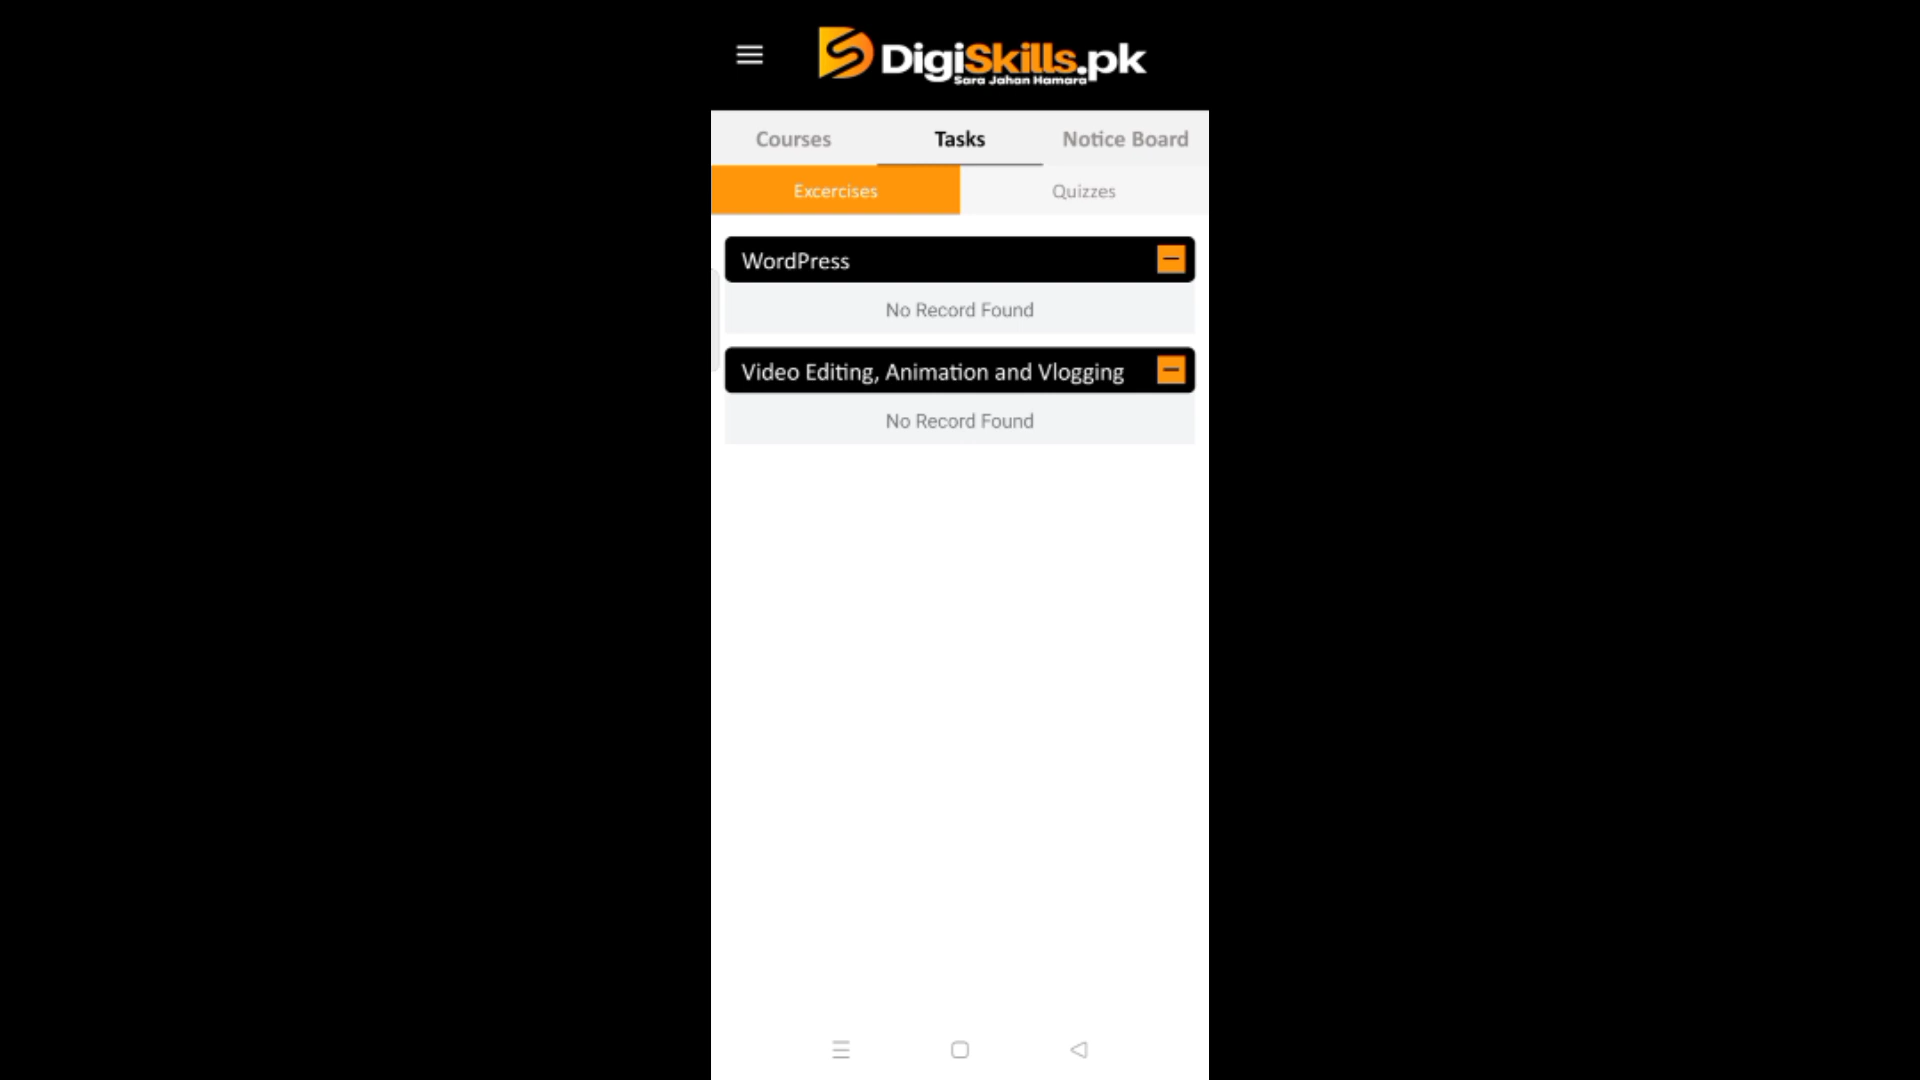 DigiSkills.pk
Sara Jahan Hamara
Courses Tasks Notice Board
Excercises Quizzes
WordPress
No Record Found
Video Editing, Animation and Vlogging
No Record Found